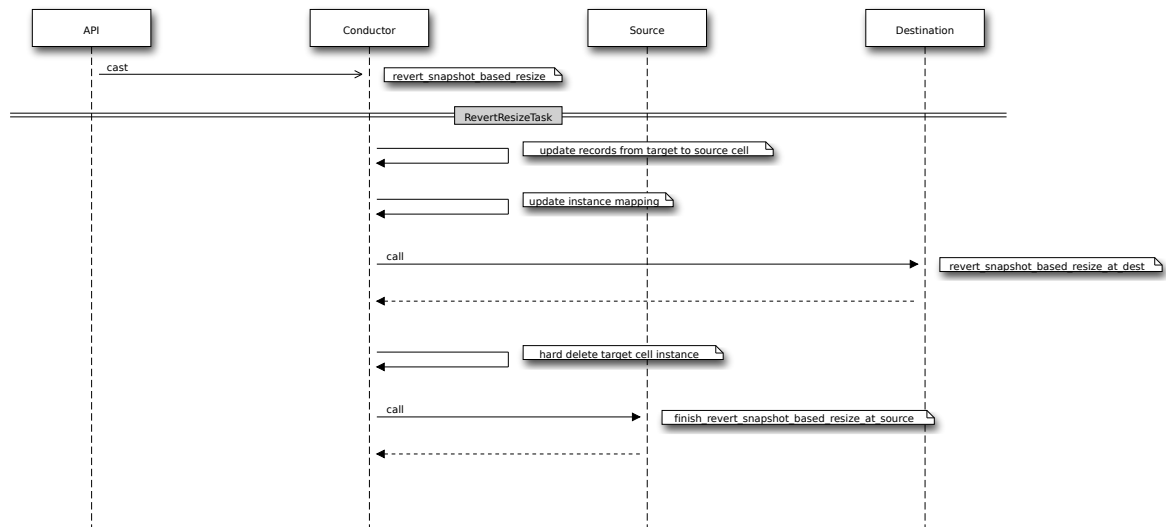 API
Conductor
Source
Destination
cast
revert_snapshot_based_resize
RevertResizeTask
update records from target to source cell
update instance mapping
call
revert_snapshot_based_resize_at_dest
hard delete target cell instance
call
finish_revert_snapshot_based_resize_at_source